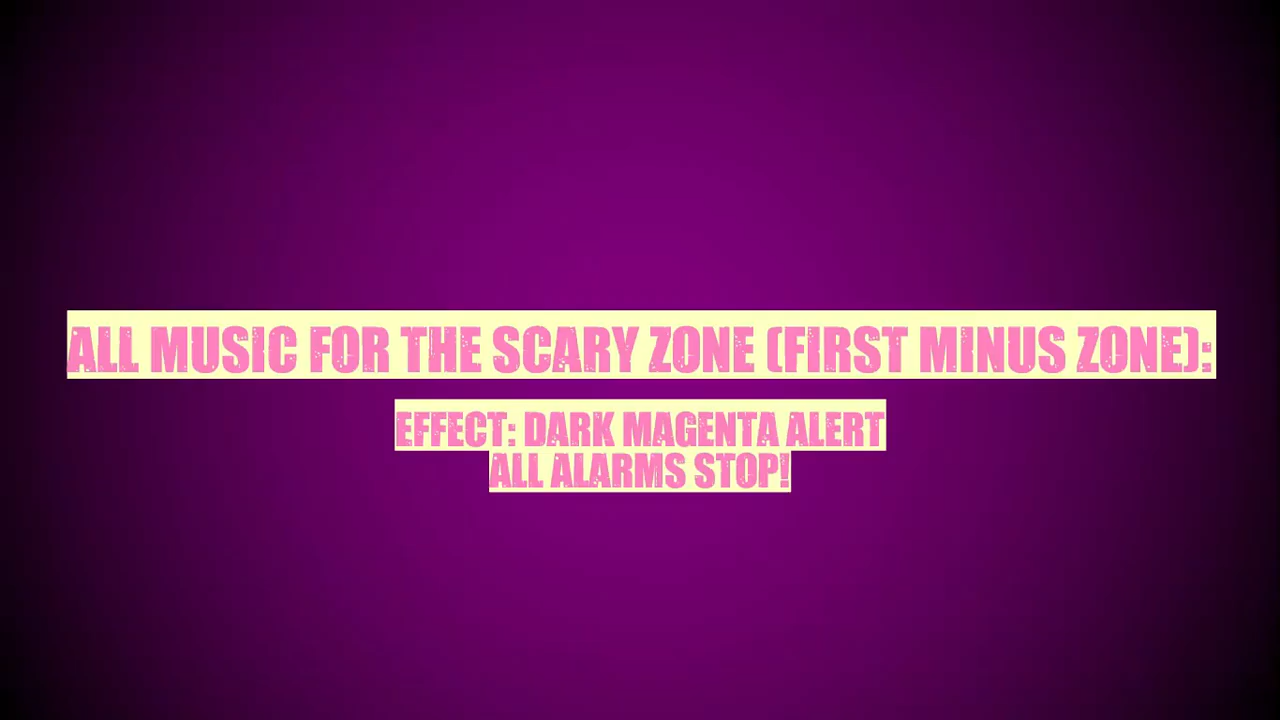 ALL MUSIC FOR THE SCARY ZONE (FIRST MINUS ZONE):
EFFECT: DARK MAGENTA ALERT
ALL ALARMS STOP!